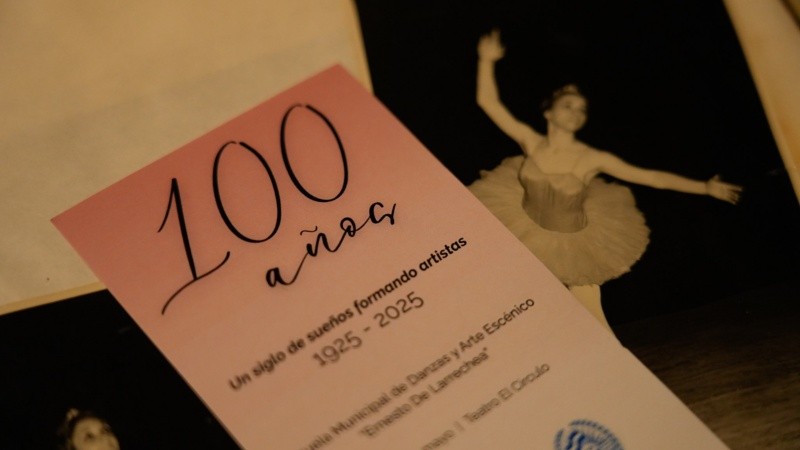 100
años
Un siglo de sueños formando artistas
1925 - 2025
Municipal de Danzas y Arte Escénico
"Ernesto De Larrechea"
mayo | Teatro El Círculo